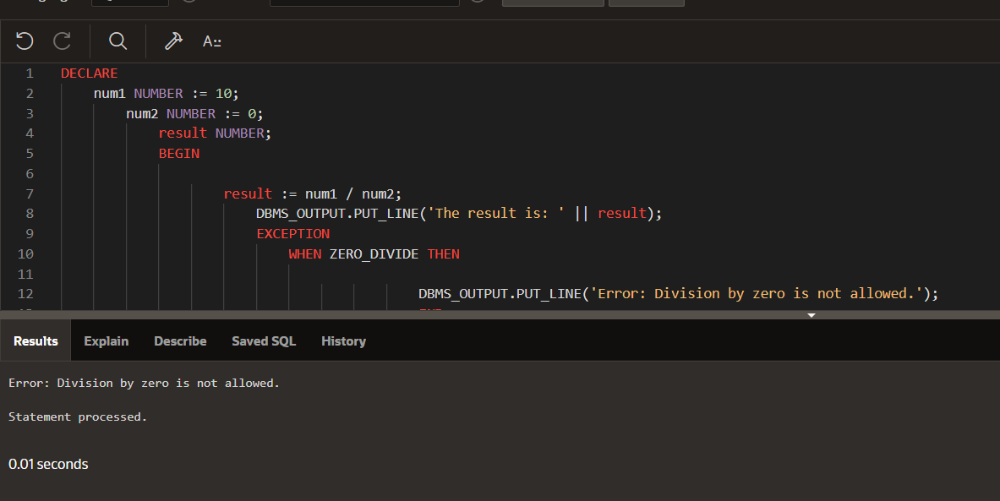 A::
1 DECLARE
2 num1 NUMBER := 10;
3 num2 NUMBER := 0;
4 result NUMBER;
5 BEGIN
6
7 result := num1 / num2;
8 DBMS_OUTPUT.PUT_LINE('The result is: ' || result);
9 EXCEPTION
10 WHEN ZERO_DIVIDE THEN
11
12 DBMS_OUTPUT.PUT_LINE('Error: Division by zero is not allowed.');
Results Explain Describe Saved SQL History
Error: Division by zero is not allowed.
Statement processed.
0.01 seconds